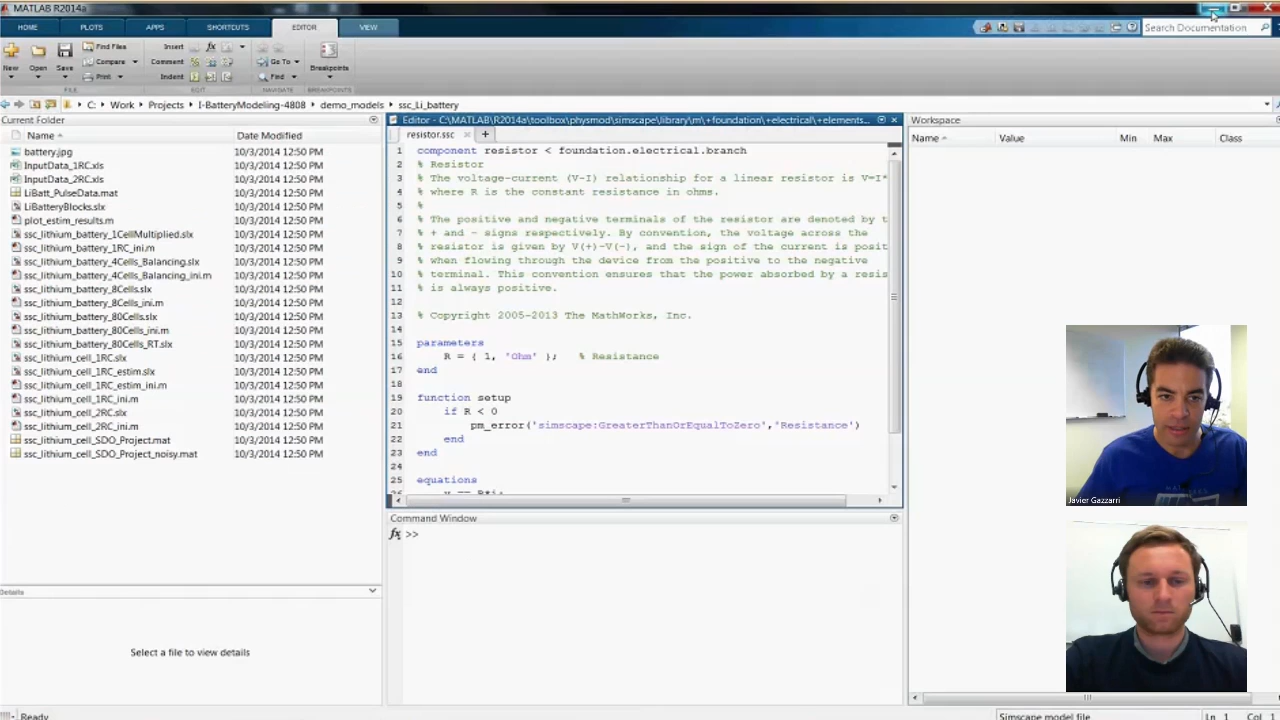 MATLAB R2014a
HOME PLOTS APPS SHORTCUTS EDITOR VIEW
Search Documentation
New Open Save Find Files Compare Print
Insert Comment Indent
Go To Find
Breakpoints
FILE EDIT NAVIGATE BREAKPOINTS
C: Work Projects I-BatteryModeling-4808 demo_models ssc_Li_battery
Current Folder
Name Date Modified
battery.jpg 10/3/2014 12:50 PM
InputData_1RC.xls 10/3/2014 12:50 PM
InputData_2RC.xls 10/3/2014 12:50 PM
LiBatt_PulseData.mat 10/3/2014 12:50 PM
LiBatteryBlocks.slx 10/3/2014 12:50 PM
plot_estim_results.m 10/3/2014 12:50 PM
ssc_lithium_battery_1CellMultiplied.slx 10/3/2014 12:50 PM
ssc_lithium_battery_1RC_ini.m 10/3/2014 12:50 PM
ssc_lithium_battery_4Cells_Balancing.slx 10/3/2014 12:50 PM
ssc_lithium_battery_4Cells_Balancing_ini.m 10/3/2014 12:50 PM
ssc_lithium_battery_8Cells.slx 10/3/2014 12:50 PM
ssc_lithium_battery_8Cells_ini.m 10/3/2014 12:50 PM
ssc_lithium_battery_80Cells.slx 10/3/2014 12:50 PM
ssc_lithium_battery_80Cells_ini.m 10/3/2014 12:50 PM
ssc_lithium_battery_80Cells_RT.slx 10/3/2014 12:50 PM
ssc_lithium_cell_1RC.slx 10/3/2014 12:50 PM
ssc_lithium_cell_1RC_estim.slx 10/3/2014 12:50 PM
ssc_lithium_cell_1RC_estim_ini.m 10/3/2014 12:50 PM
ssc_lithium_cell_1RC_ini.m 10/3/2014 12:50 PM
ssc_lithium_cell_2RC.slx 10/3/2014 12:50 PM
ssc_lithium_cell_2RC_ini.m 10/3/2014 12:50 PM
ssc_lithium_cell_SDO_Project.mat 10/3/2014 12:50 PM
ssc_lithium_cell_SDO_Project_noisy.mat 10/3/2014 12:50 PM
Details
Select a file to view details
Editor - C:\MATLAB\R2014a\toolbox\physmod\simscape\library\m\+foundation\+electrical\+elements...
resistor.ssc
1 component resistor < foundation.electrical.branch
2 % Resistor
3 % The voltage-current (V-I) relationship for a linear resistor is V=I*
4 % where R is the constant resistance in ohms.
5 %
6 % The positive and negative terminals of the resistor are denoted by t
7 % + and - signs respectively. By convention, the voltage across the
8 % resistor is given by V(+)-V(-), and the sign of the current is posit
9 % when flowing through the device from the positive to the negative
10 % terminal. This convention ensures that the power absorbed by a resis
11 % is always positive.
12
13 % Copyright 2005-2013 The MathWorks, Inc.
14
15 parameters
16 R = { 1, 'Ohm' }; % Resistance
17 end
18
19 function setup
20 if R < 0
21 pm_error('simscape:GreaterThanOrEqualToZero','Resistance')
22 end
23 end
24
25 equations
26 v == R*i;
Command Window
fx >>
Workspace
Name Value Min Max Class
Javier Gazzarri
Ready
Simscape model file Ln 1 Col 1